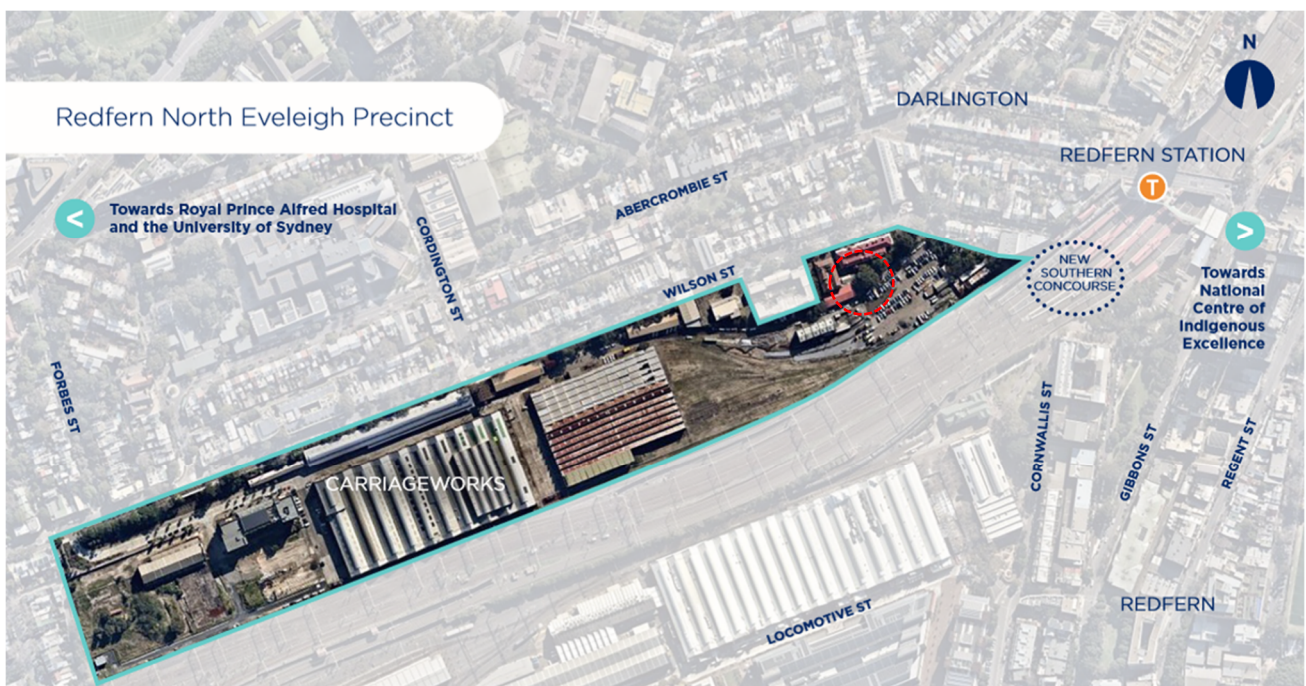 N
Redfern North Eveleigh Precinct
DARLINGTON
REDFERN STATION
T
<
Towards Royal Prince Alfred Hospital
and the University of Sydney
ABERCROMBIE ST
CORDINGTON ST
WILSON ST
NEW
SOUTHERN
CONCOURSE
>
Towards
National
Centre of
Indigenous
Excellence
FORBES ST
CARRIAGEWORKS
CORNWALLIS ST
GIBBONS ST
REGENT ST
LOCOMOTIVE ST
REDFERN